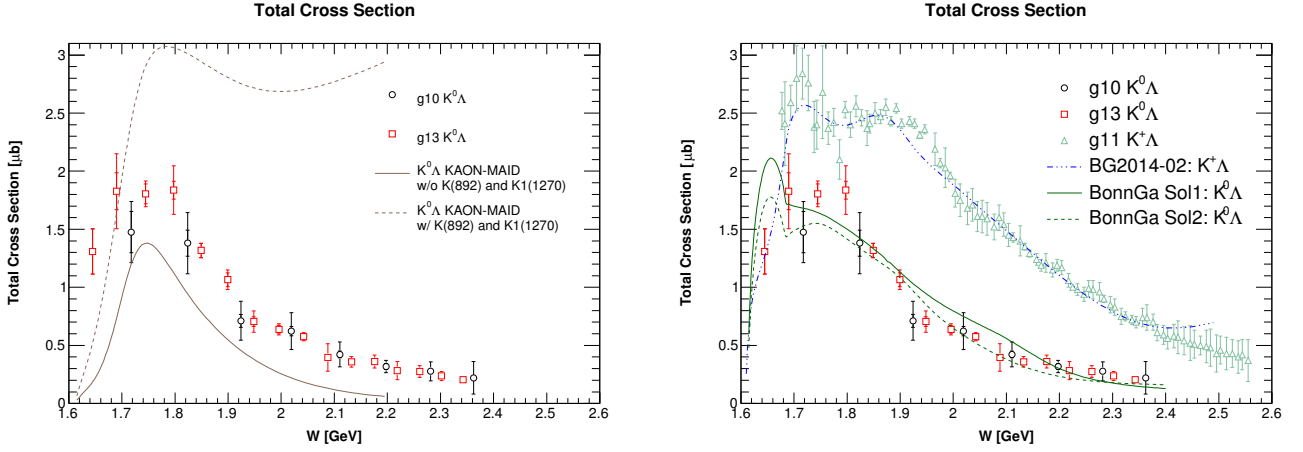 Total Cross Section
Total Cross Section [μb]
3
2.5
2
1.5
1
0.5
0
g10 K⁰Λ
g13 K⁰Λ
K⁰Λ KAON-MAID
w/o K(892) and K1(1270)
K⁰Λ KAON-MAID
w/ K(892) and K1(1270)
1.6 1.7 1.8 1.9 2 2.1 2.2 2.3 2.4 2.5 2.6
W [GeV]
Total Cross Section
Total Cross Section [μb]
3
2.5
2
1.5
1
0.5
0
g10 K⁰Λ
g13 K⁰Λ
g11 K⁺Λ
BG2014-02: K⁺Λ
BonnGa Sol1: K⁰Λ
BonnGa Sol2: K⁰Λ
1.6 1.7 1.8 1.9 2 2.1 2.2 2.3 2.4 2.5 2.6
W [GeV]